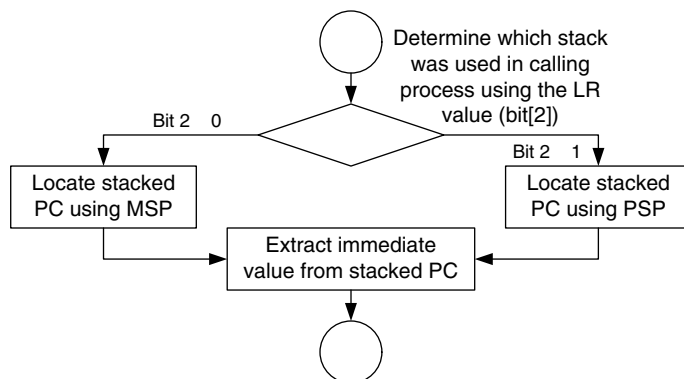 Determine which stack
was used in calling
process using the LR
value (bit[2])
Bit 2 0
Bit 2 1
Locate stacked
PC using MSP
Locate stacked
PC using PSP
Extract immediate
value from stacked PC